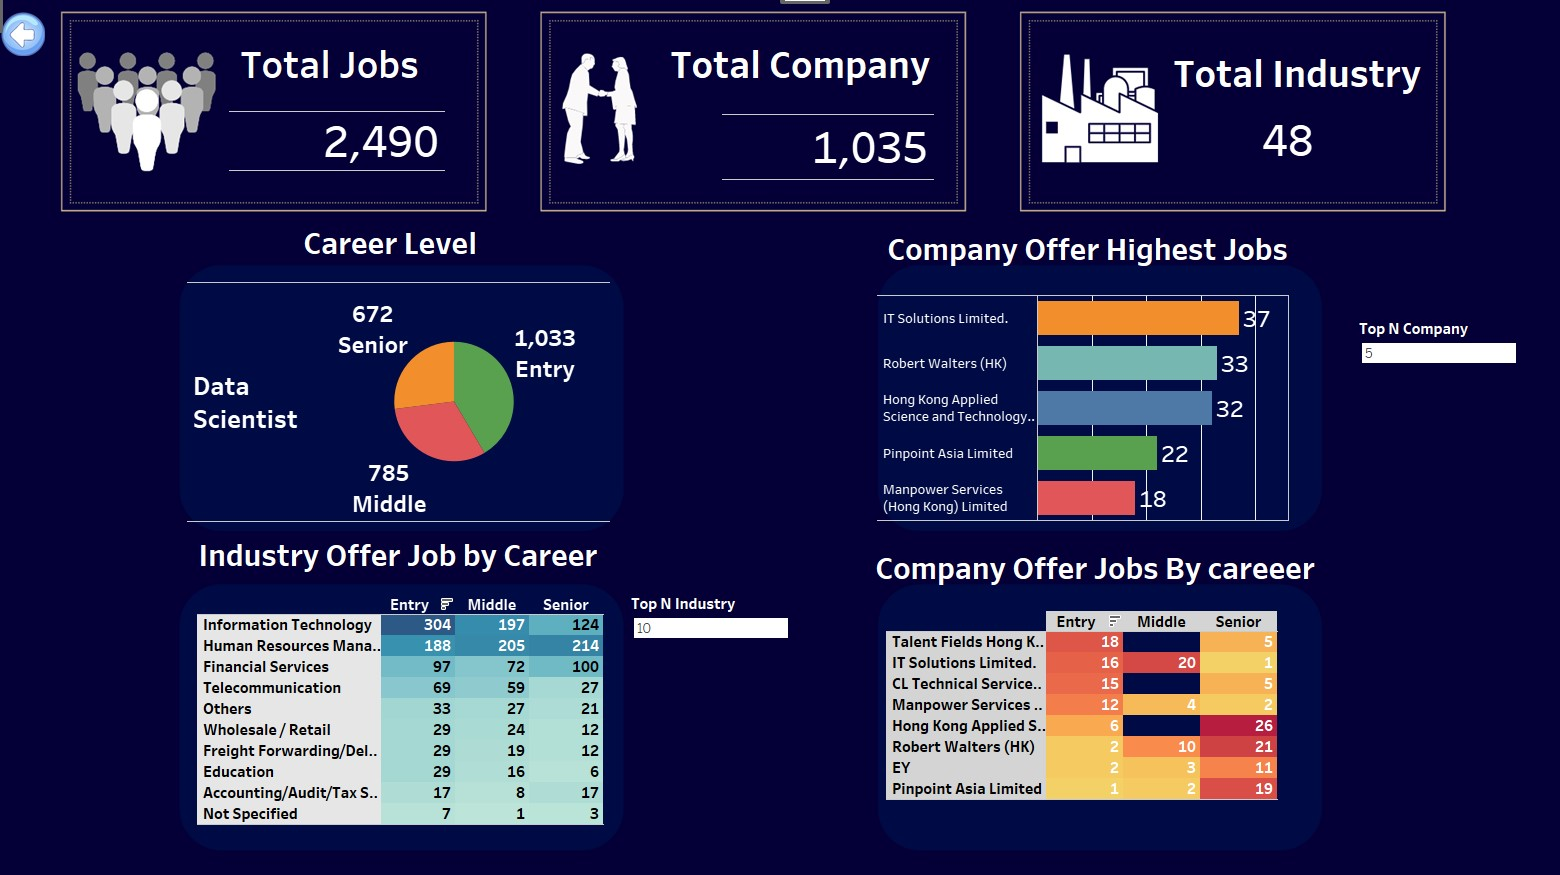 Total Jobs
2,490
Total Company
1,035
Total Industry
48
Career Level
672
Senior
1,033
Entry
Data
Scientist
785
Middle
Company Offer Highest Jobs
IT Solutions Limited.
37
Robert Walters (HK)
33
Hong Kong Applied
Science and Technology..
32
Pinpoint Asia Limited
22
Manpower Services
(Hong Kong) Limited
18
Top N Company
5
Industry Offer Job by Career
Entry Middle Senior
Information Technology 304 197 124
Human Resources Mana.. 188 205 214
Financial Services 97 72 100
Telecommunication 69 59 27
Others 33 27 21
Wholesale / Retail 29 24 12
Freight Forwarding/Del.. 29 19 12
Education 29 16 6
Accounting/Audit/Tax S.. 17 8 17
Not Specified 7 1 3
Top N Industry
10
Company Offer Jobs By careeer
Entry Middle Senior
Talent Fields Hong K.. 18 5
IT Solutions Limited. 16 20 1
CL Technical Service.. 15 5
Manpower Services .. 12 4 2
Hong Kong Applied S.. 6 26
Robert Walters (HK) 2 10 21
EY 2 3 11
Pinpoint Asia Limited 1 2 19